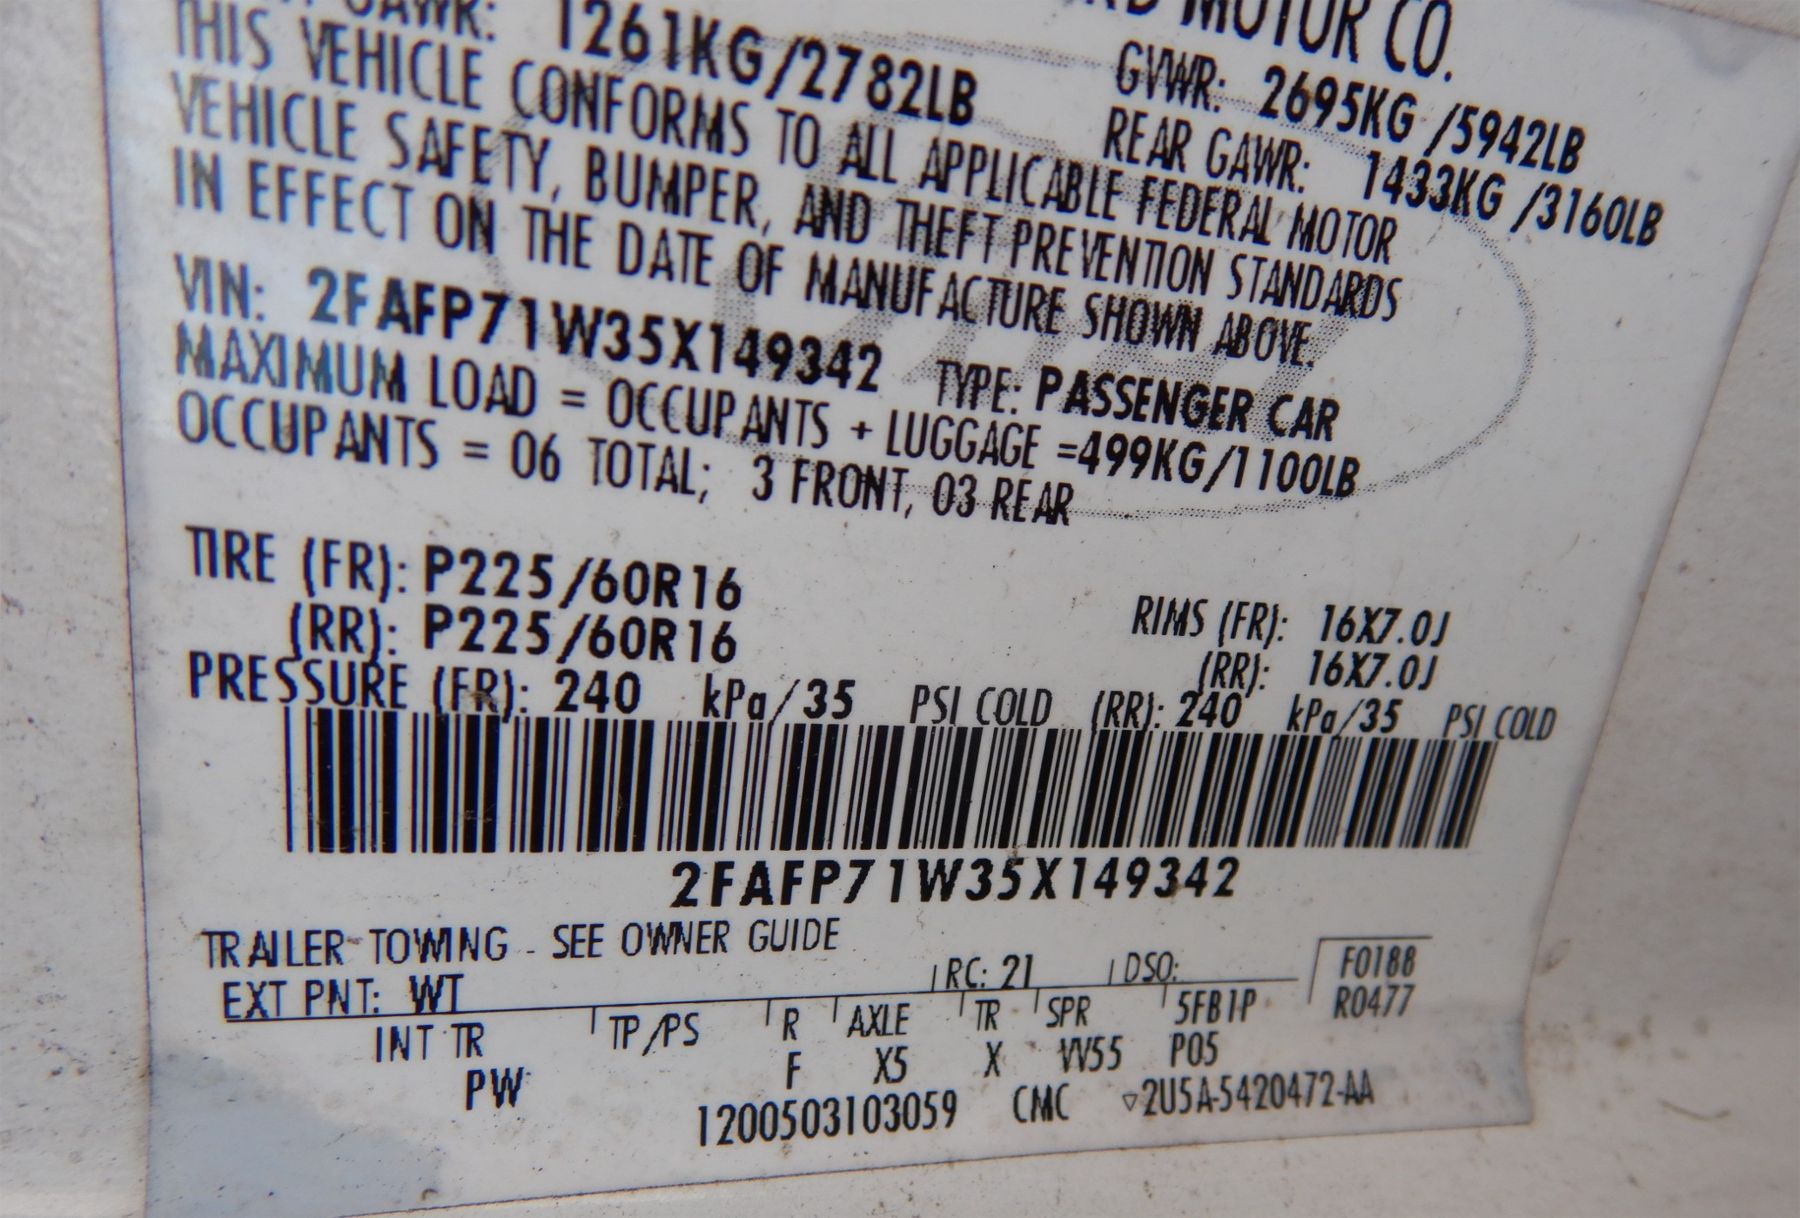 GAWR: 1261KG/2782LB
MOTOR CO.
GVWR: 2695KG /5942LB
REAR GAWR: 1433KG /3160LB
THIS VEHICLE CONFORMS TO ALL APPLICABLE FEDERAL MOTOR
VEHICLE SAFETY, BUMPER, AND THEFT PREVENTION STANDARDS
IN EFFECT ON THE DATE OF MANUFACTURE SHOWN ABOVE.
VIN: 2FAFP71W35X149342 TYPE: PASSENGER CAR
MAXIMUM LOAD = OCCUPANTS + LUGGAGE =499KG/1100LB
OCCUPANTS = 06 TOTAL; 3 FRONT, 03 REAR
TIRE (FR): P225/60R16 RIMS (FR): 16X7.0J
(RR): P225/60R16 (RR): 16X7.0J
PRESSURE (FR): 240 kPa/35 PSI COLD (RR): 240 kPa/35 PSI COLD
2FAFP71W35X149342
TRAILER TOWING - SEE OWNER GUIDE
EXT PNT: WT RC: 21 DSO: F0188
INT TR TP/PS R AXLE TR SPR 5FB1P R0477
PW F X5 X VV55 P05
1200503103059 CMC ▽2U5A-5420472-AA